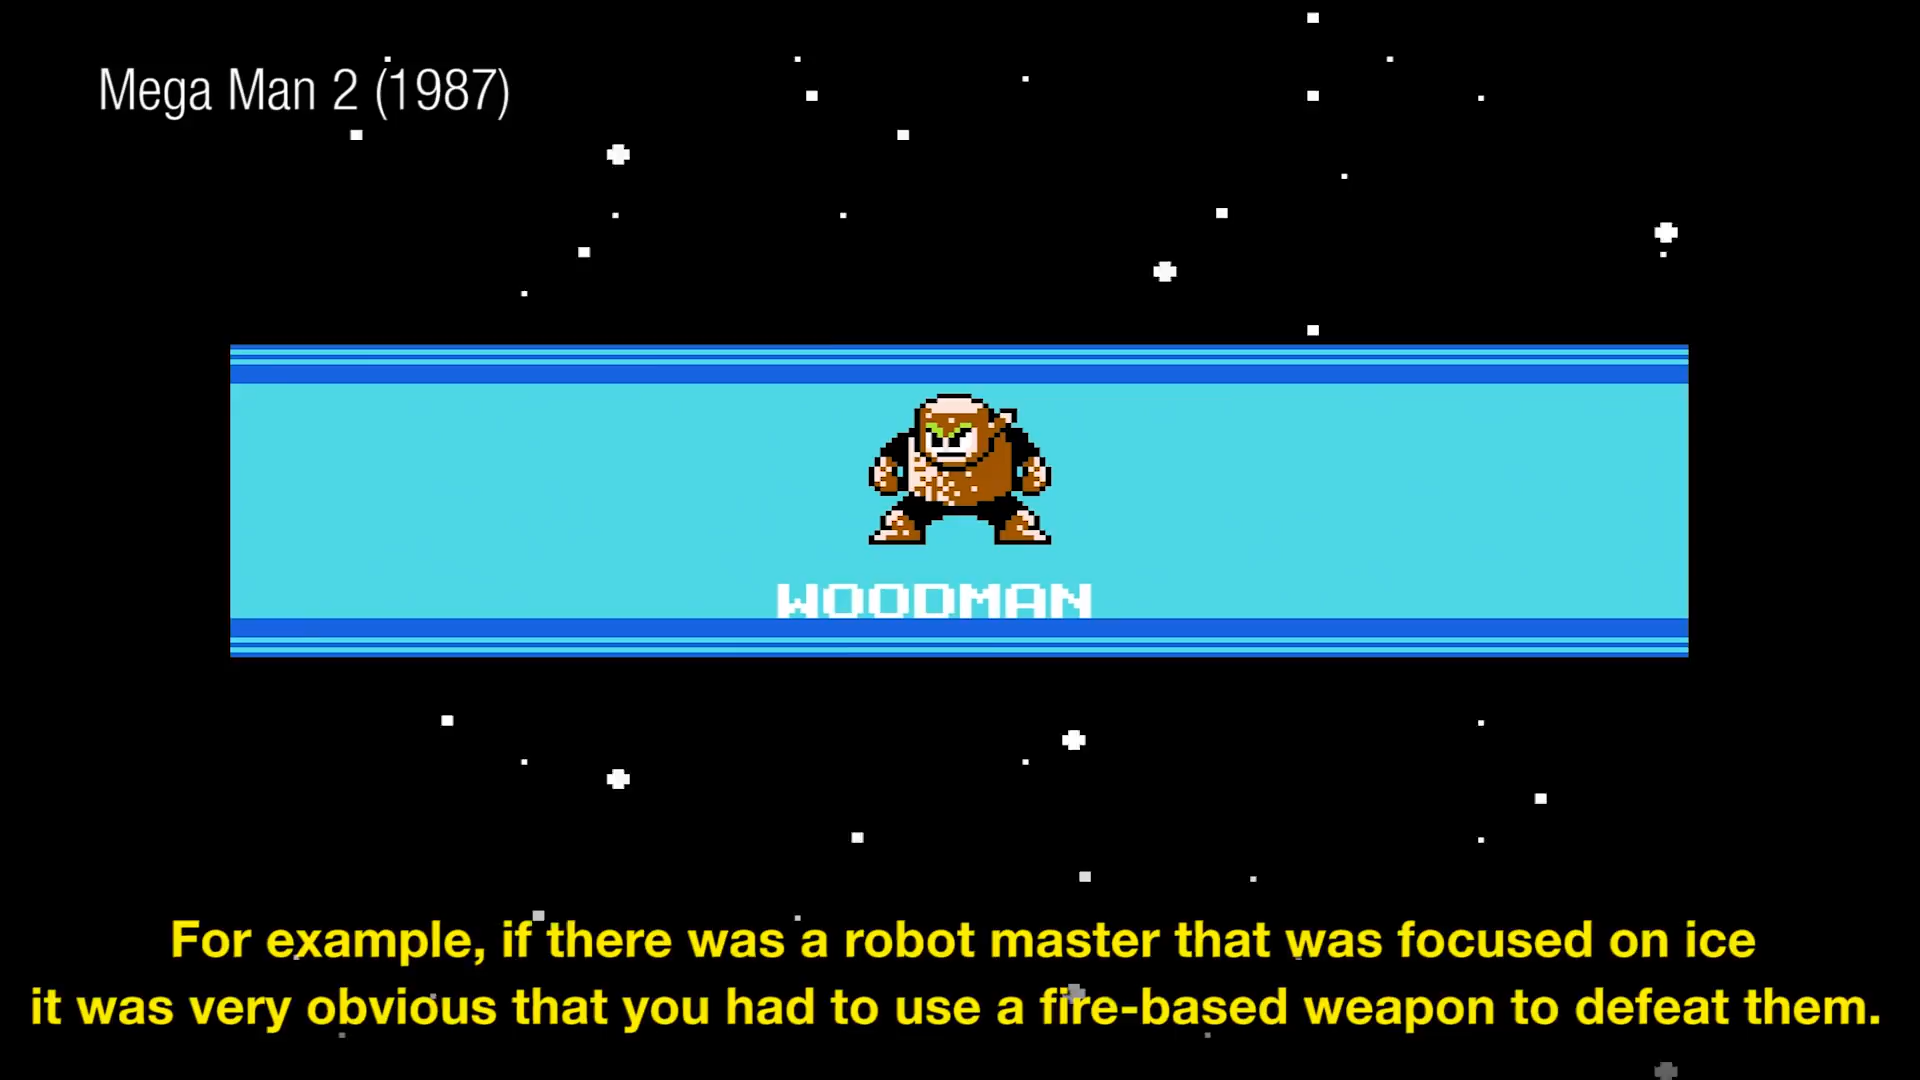 Mega Man 2 (1987)
WOODMAN
For example, if there was a robot master that was focused on ice
it was very obvious that you had to use a fire-based weapon to defeat them.